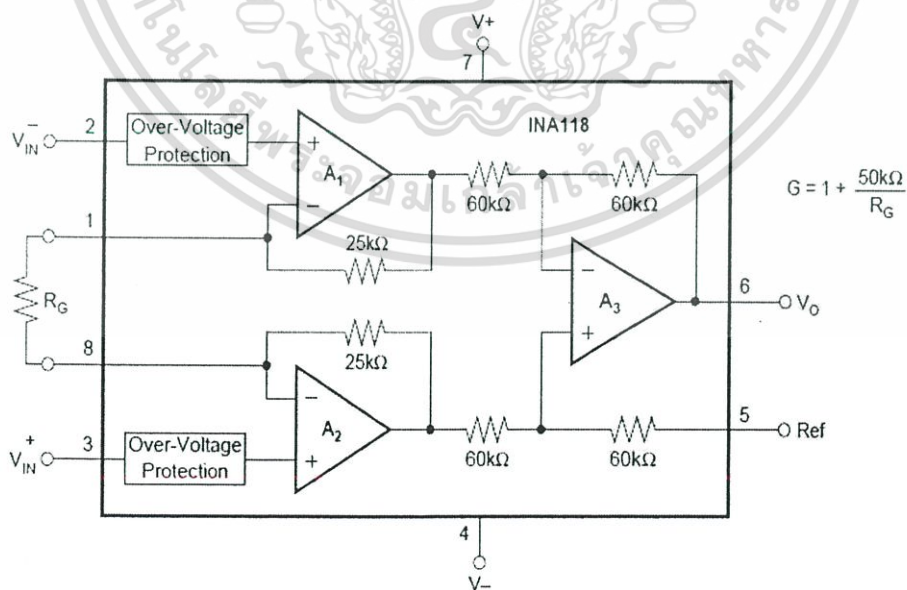 V+
7
INA118
V⁻IN
2
Over-Voltage
Protection
+
A1
−
60kΩ
60kΩ
G = 1 + 50kΩ / RG
1
25kΩ
RG
−
A3
+
6
VO
8
25kΩ
−
A2
+
V⁺IN
3
Over-Voltage
Protection
60kΩ
60kΩ
5
Ref
4
V−